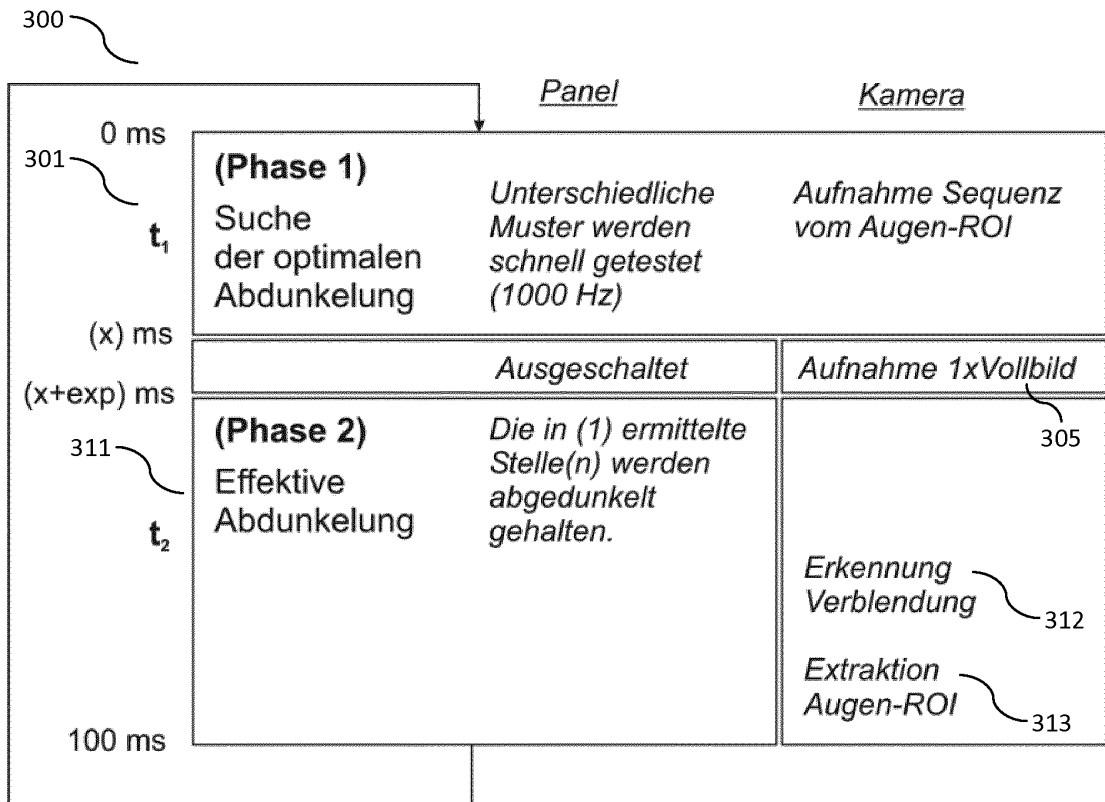 300
Panel
Kamera
0 ms
301
t1
(Phase 1)
Suche
der optimalen
Abdunkelung
Unterschiedliche
Muster werden
schnell getestet
(1000 Hz)
Aufnahme Sequenz
vom Augen-ROI
(x) ms
Ausgeschaltet
Aufnahme 1xVollbild
305
(x+exp) ms
311
t2
(Phase 2)
Effektive
Abdunkelung
Die in (1) ermittelte
Stelle(n) werden
abgedunkelt
gehalten.
Erkennung
Verblendung
312
Extraktion
Augen-ROI
313
100 ms